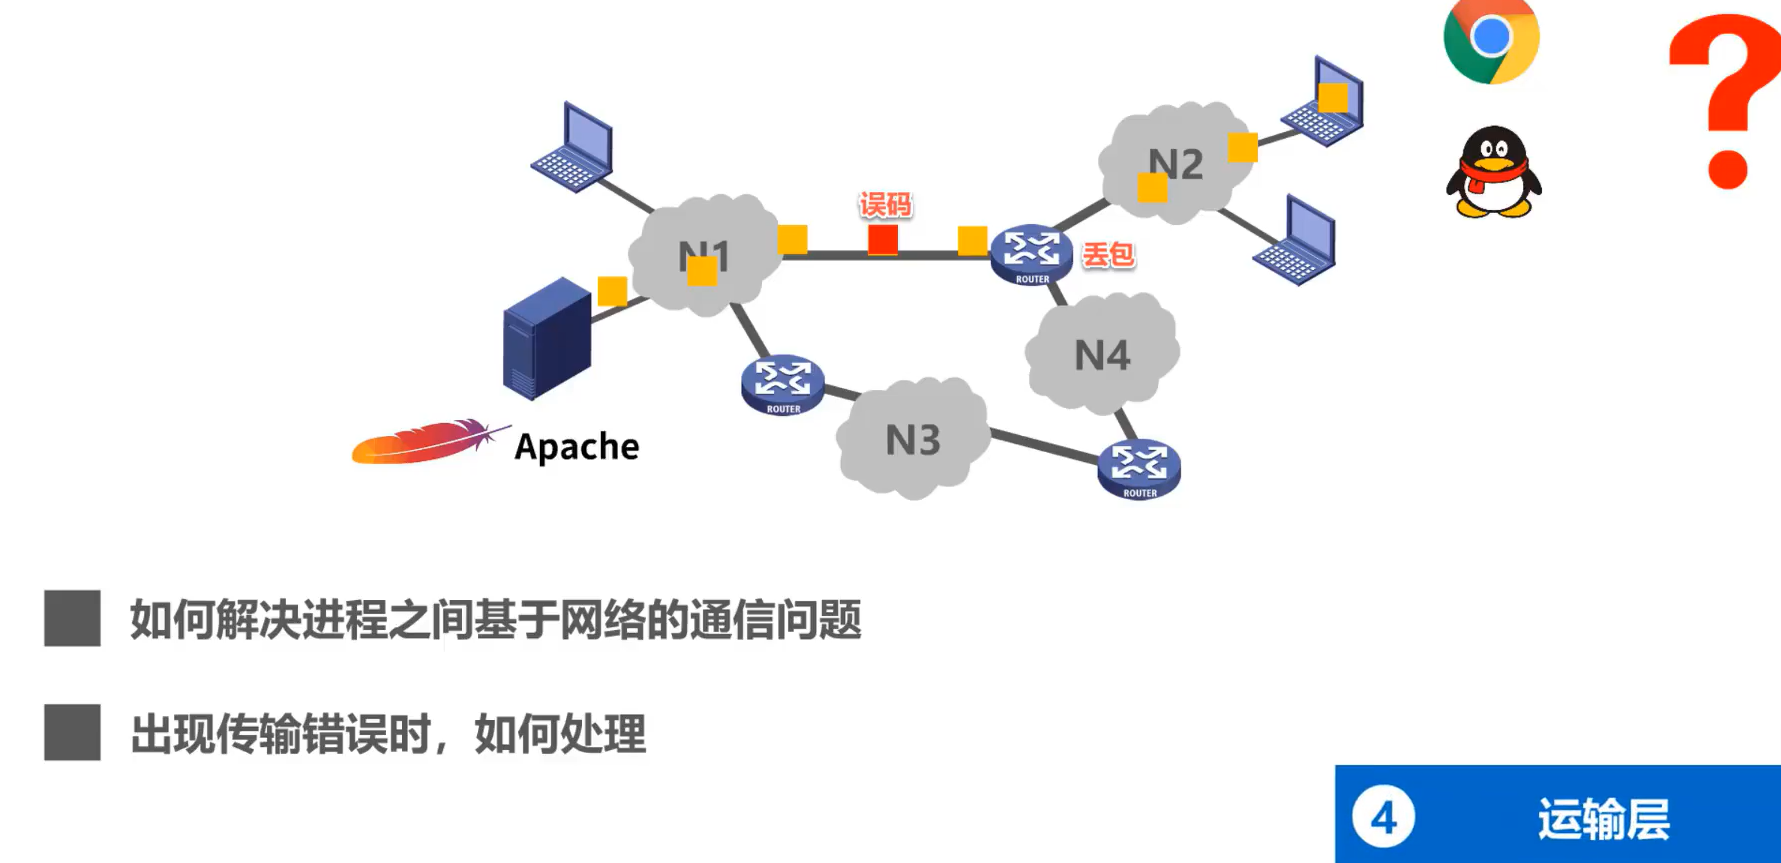 N2
误码
N1
丢包
ROUTER
N4
ROUTER
N3
Apache
ROUTER
如何解决进程之间基于网络的通信问题
出现传输错误时，如何处理
4 运输层